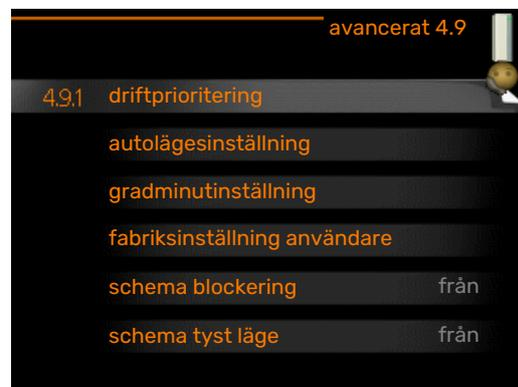 avancerat 4.9
4.9.1 driftprioritering
autolägesinställning
gradminutinställning
fabriksinställning användare
schema blockering från
schema tyst läge från